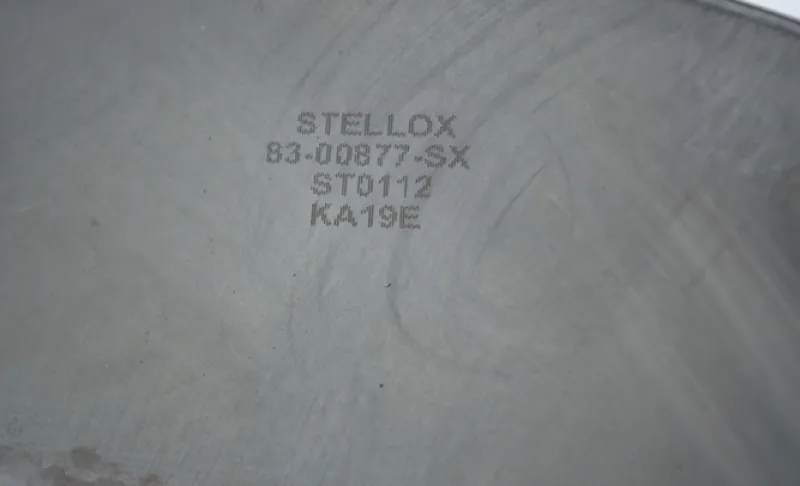 STELLOX
83-00877-SX
ST0112
KA19E